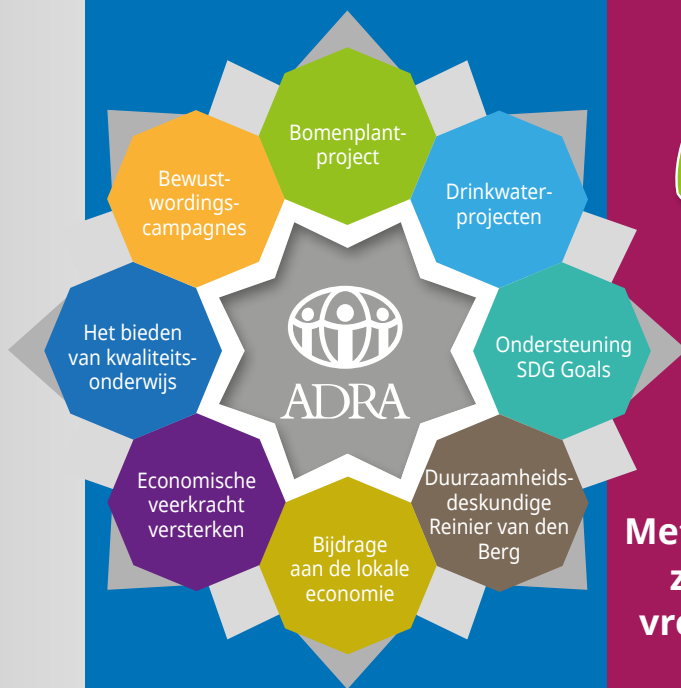 Bomenplant-
project
Drinkwater-
projecten
Ondersteuning
SDG Goals
Duurzaamheids-
deskundige
Reinier van den
Berg
Bijdrage
aan de lokale
economie
Economische
veerkracht
versterken
Het bieden
van kwaliteits-
onderwijs
Bewust-
wordings-
campagnes
ADRA